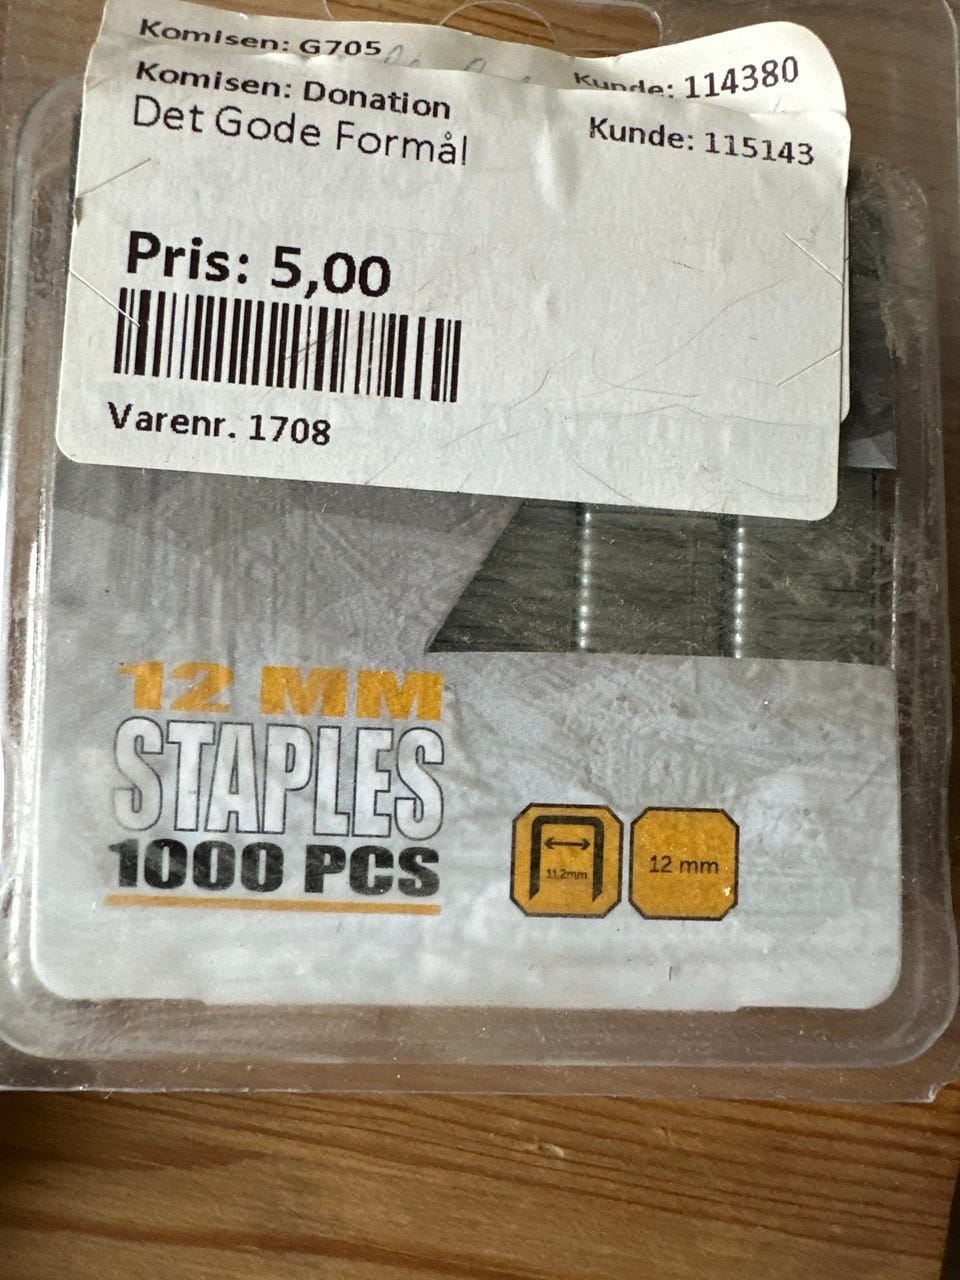 Komisen: G705
Kunde: 114380
Komisen: Donation
Det Gode Formål
Kunde: 115143
Pris: 5,00
Varenr. 1708
12 MM
STAPLES
1000 PCS
11.2mm
12 mm